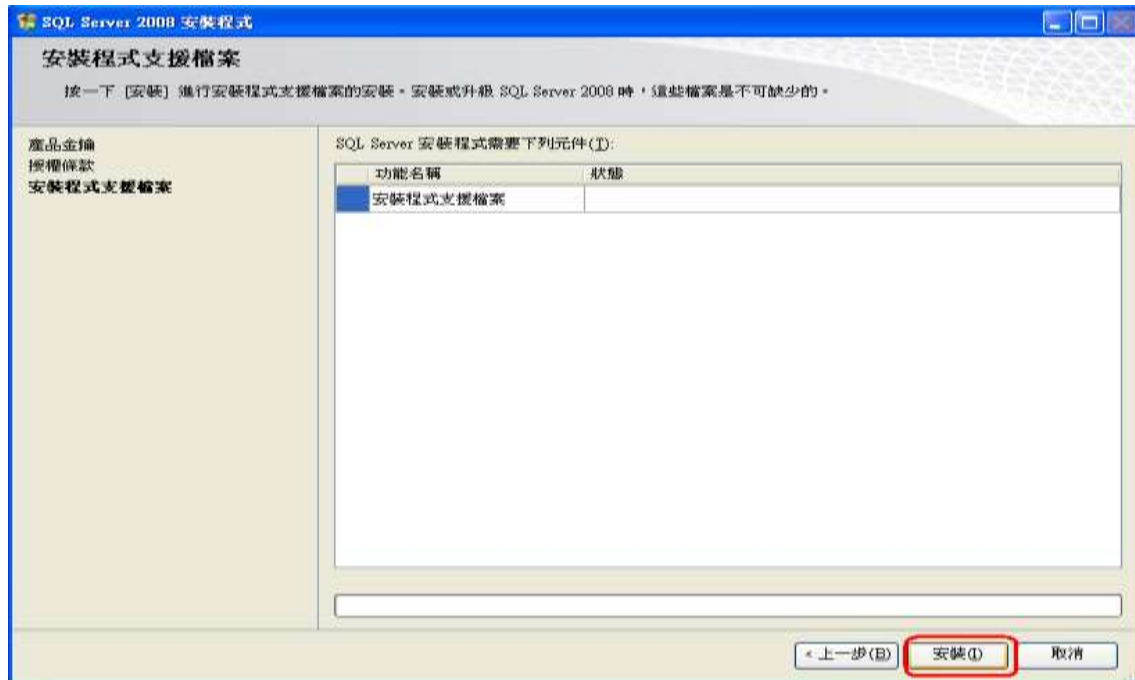 SQL Server 2008 安裝程式
安裝程式支援檔案
按一下 [安裝] 進行安裝程式支援檔案的安裝。安裝或升級 SQL Server 2008 時，這些檔案是不可缺少的。
產品金鑰
授權條款
安裝程式支援檔案
SQL Server 安裝程式需要下列元件(T):
功能名稱 狀態
安裝程式支援檔案
< 上一步(B) 安裝(I) 取消